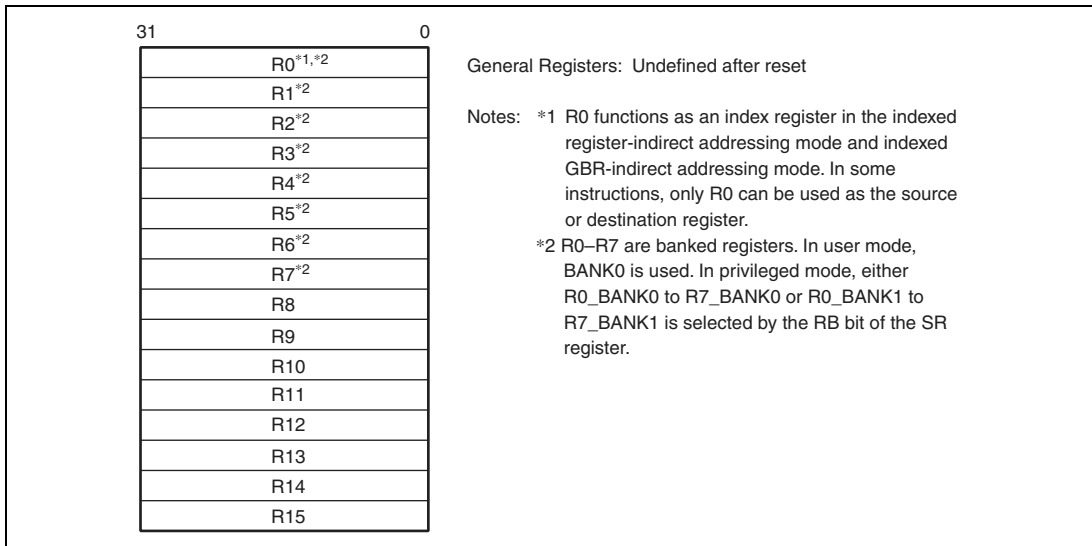 31 0
R0*1,*2
R1*2
R2*2
R3*2
R4*2
R5*2
R6*2
R7*2
R8
R9
R10
R11
R12
R13
R14
R15
General Registers: Undefined after reset
Notes: *1 R0 functions as an index register in the indexed
register-indirect addressing mode and indexed
GBR-indirect addressing mode. In some
instructions, only R0 can be used as the source
or destination register.
*2 R0–R7 are banked registers. In user mode,
BANK0 is used. In privileged mode, either
R0_BANK0 to R7_BANK0 or R0_BANK1 to
R7_BANK1 is selected by the RB bit of the SR
register.